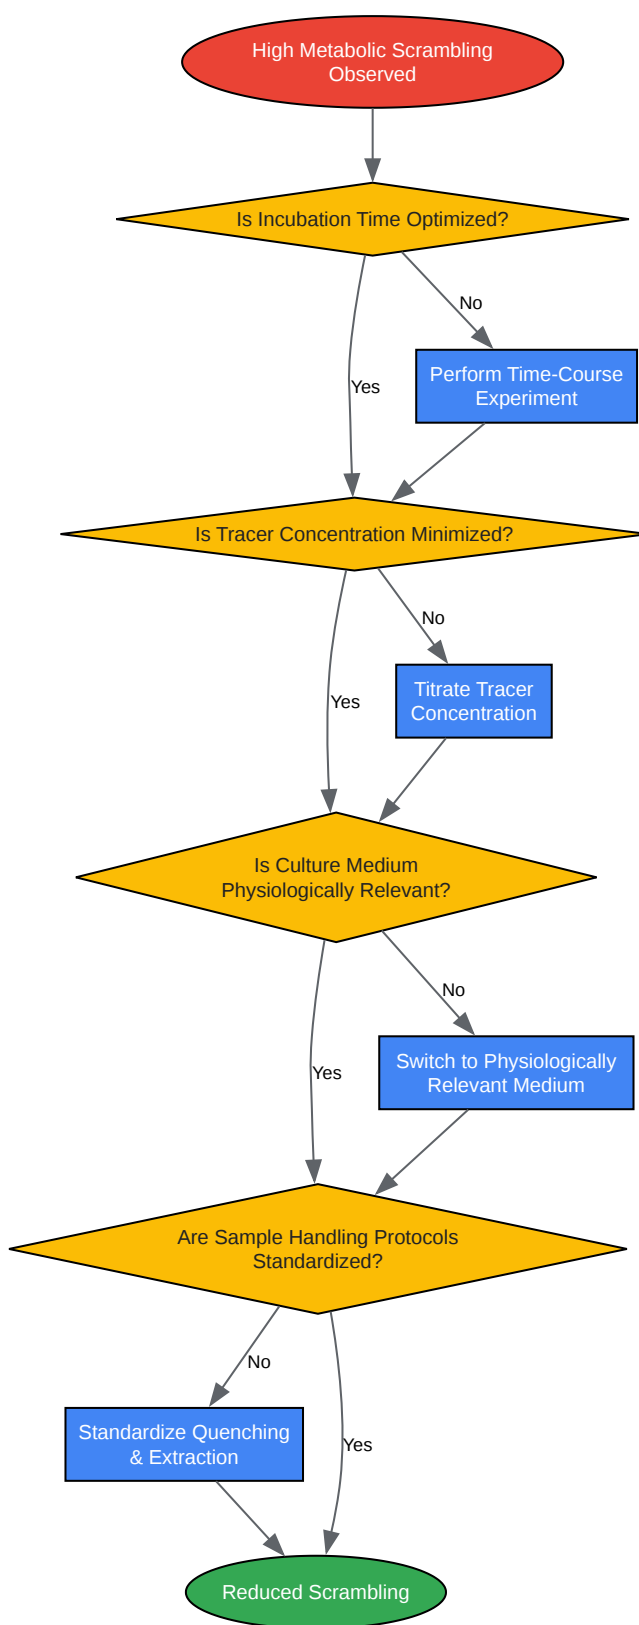 High Metabolic Scrambling
Observed
Is Incubation Time Optimized?
No
Perform Time-Course
Experiment
Yes
Is Tracer Concentration Minimized?
No
Titrate Tracer
Concentration
Yes
Is Culture Medium
Physiologically Relevant?
No
Switch to Physiologically
Relevant Medium
Yes
Are Sample Handling Protocols
Standardized?
No
Standardize Quenching
& Extraction
Yes
Reduced Scrambling